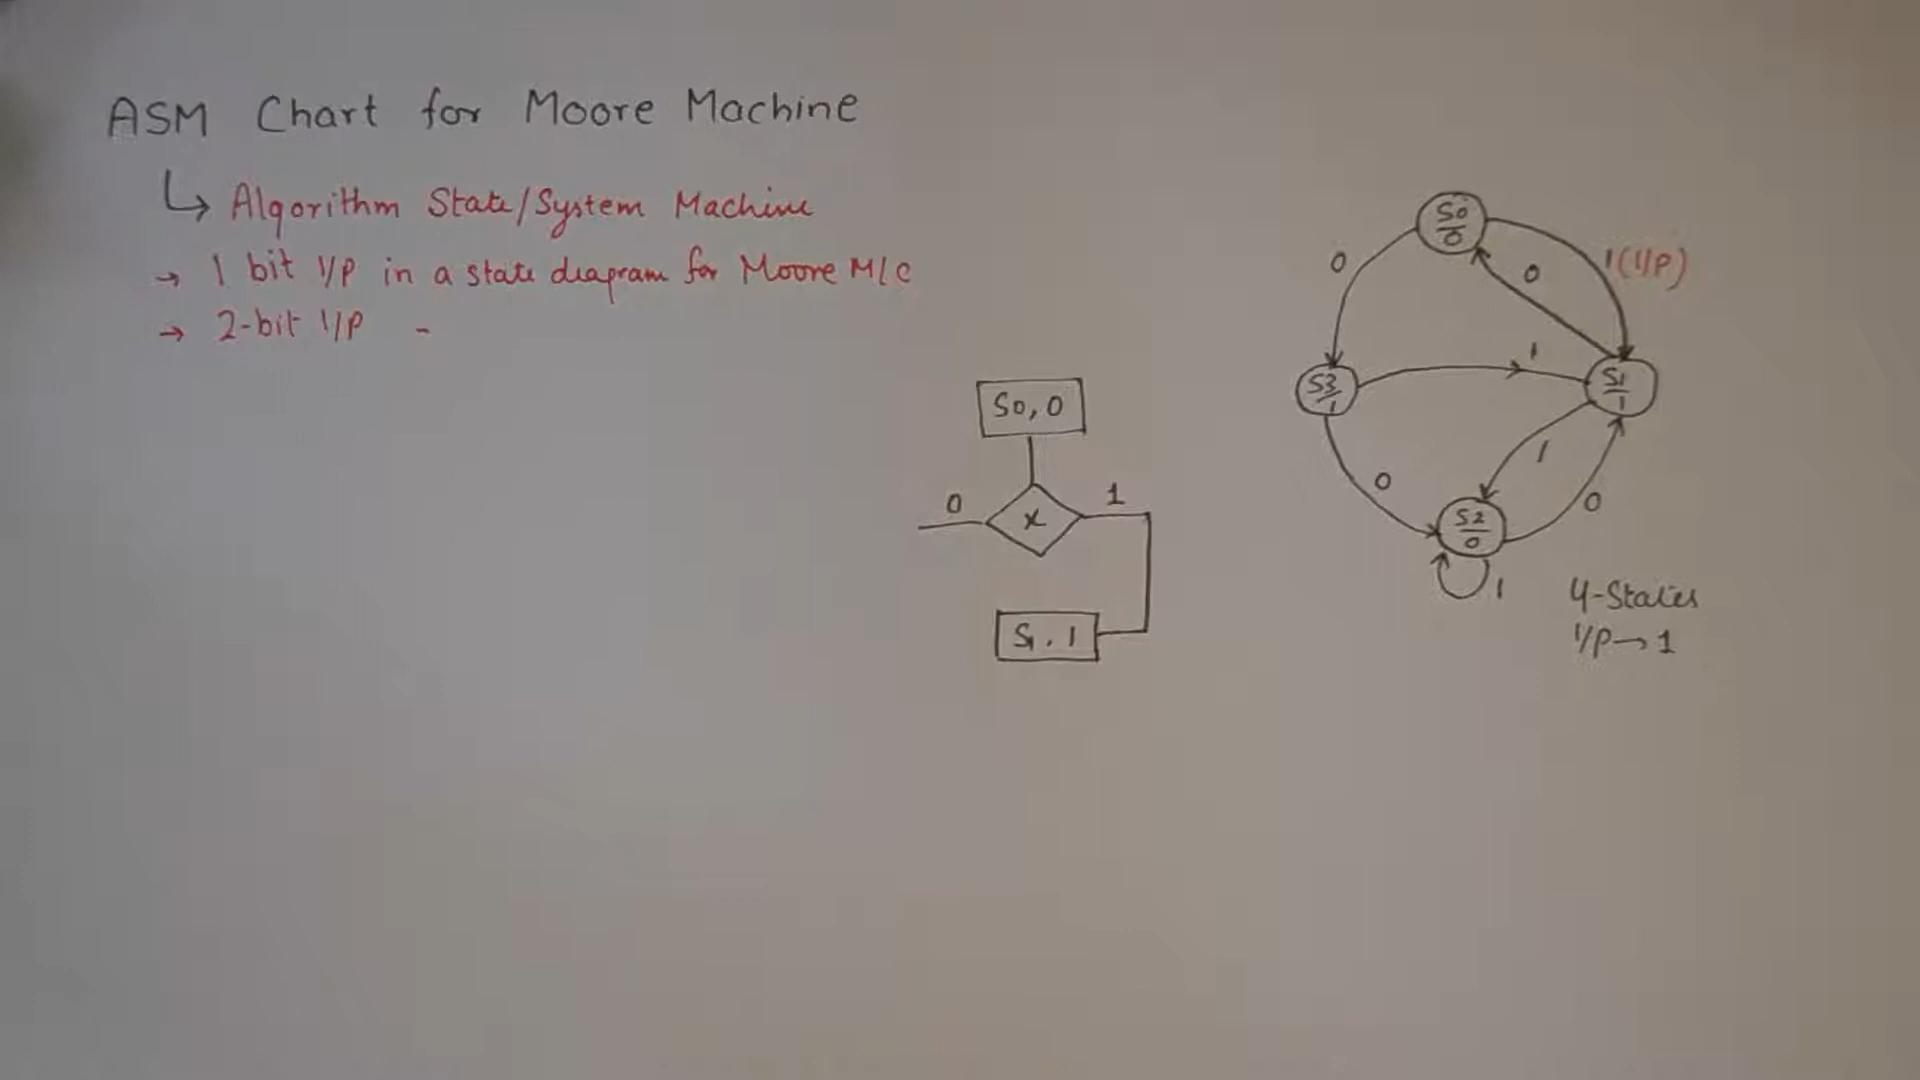 ASM Chart for Moore Machine
↳ Algorithm State/System Machine
→ 1 bit I/P in a state diagram for Moore M/C
→ 2-bit I/P -
S0, 0
0 x 1
S1, 1
S0/0
0 0 1(I/P)
S3/1 1 S1/1
0 1 0
S2/0
1
4-States
I/P→1